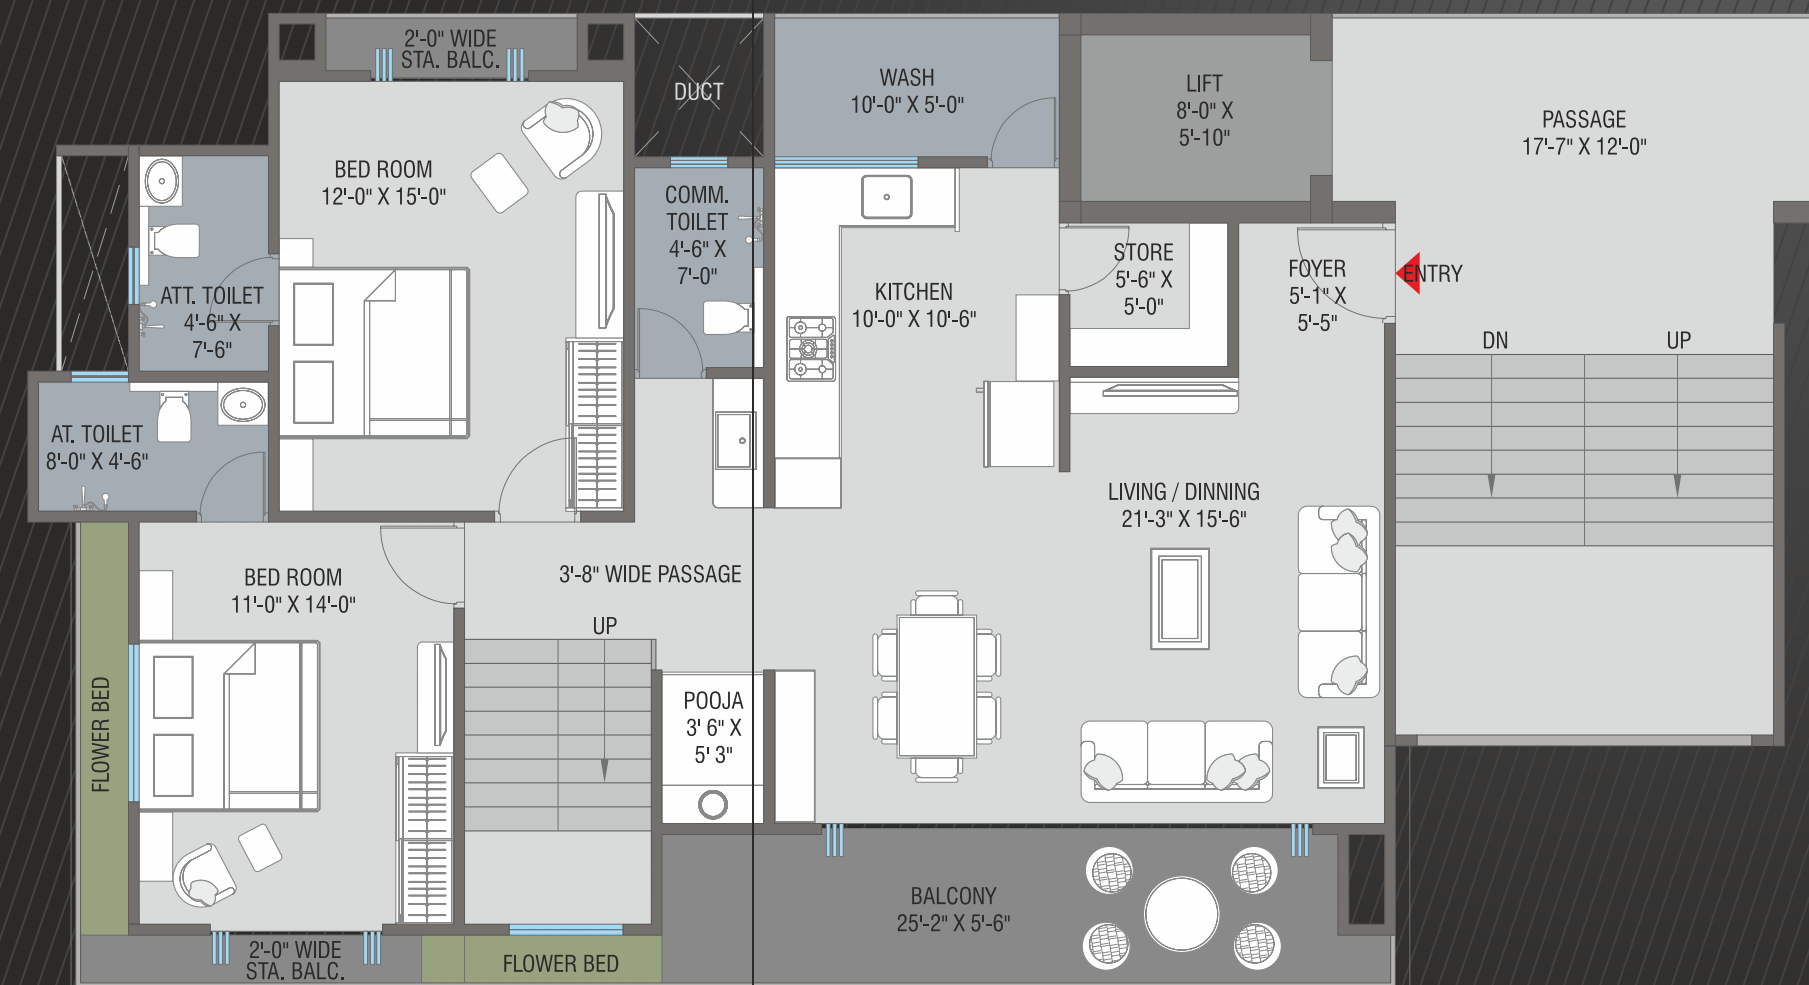 2'-0" WIDE
STA. BALC.
DUCT
WASH
10'-0" X 5'-0"
LIFT
8'-0" X
5'-10"
PASSAGE
17'-7" X 12'-0"
BED ROOM
12'-0" X 15'-0"
COMM.
TOILET
4'-6" X
7'-0"
STORE
5'-6" X
5'-0"
FOYER
5'-1" X
5'-5"
ENTRY
ATT. TOILET
4'-6" X
7'-6"
KITCHEN
10'-0" X 10'-6"
DN
UP
AT. TOILET
8'-0" X 4'-6"
LIVING / DINNING
21'-3" X 15'-6"
BED ROOM
11'-0" X 14'-0"
3'-8" WIDE PASSAGE
UP
FLOWER BED
POOJA
3' 6" X
5' 3"
BALCONY
25'-2" X 5'-6"
2'-0" WIDE
STA. BALC.
FLOWER BED